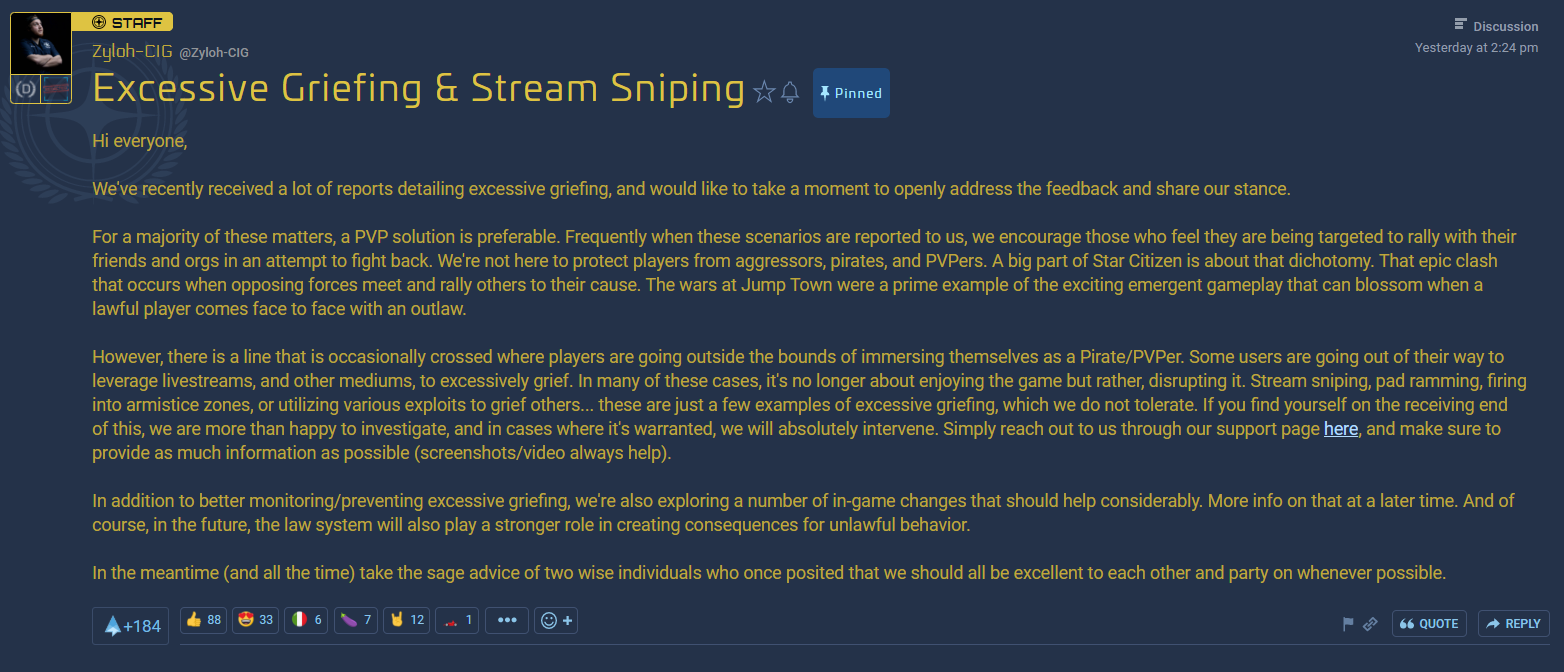 STAFF
Discussion
Zyloh-CIG @Zyloh-CIG
Yesterday at 2:24 pm
Excessive Griefing & Stream Sniping
Pinned
Hi everyone,
We've recently received a lot of reports detailing excessive griefing, and would like to take a moment to openly address the feedback and share our stance.
For a majority of these matters, a PVP solution is preferable. Frequently when these scenarios are reported to us, we encourage those who feel they are being targeted to rally with their
friends and orgs in an attempt to fight back. We're not here to protect players from aggressors, pirates, and PVPers. A big part of Star Citizen is about that dichotomy. That epic clash
that occurs when opposing forces meet and rally others to their cause. The wars at Jump Town were a prime example of the exciting emergent gameplay that can blossom when a
lawful player comes face to face with an outlaw.
However, there is a line that is occasionally crossed where players are going outside the bounds of immersing themselves as a Pirate/PVPer. Some users are going out of their way to
leverage livestreams, and other mediums, to excessively grief. In many of these cases, it's no longer about enjoying the game but rather, disrupting it. Stream sniping, pad ramming, firing
into armistice zones, or utilizing various exploits to grief others... these are just a few examples of excessive griefing, which we do not tolerate. If you find yourself on the receiving end
of this, we are more than happy to investigate, and in cases where it's warranted, we will absolutely intervene. Simply reach out to us through our support page here, and make sure to
provide as much information as possible (screenshots/video always help).
In addition to better monitoring/preventing excessive griefing, we're also exploring a number of in-game changes that should help considerably. More info on that at a later time. And of
course, in the future, the law system will also play a stronger role in creating consequences for unlawful behavior.
In the meantime (and all the time) take the sage advice of two wise individuals who once posited that we should all be excellent to each other and party on whenever possible.
+184 88 33 6 7 12 1 ••• +
QUOTE REPLY